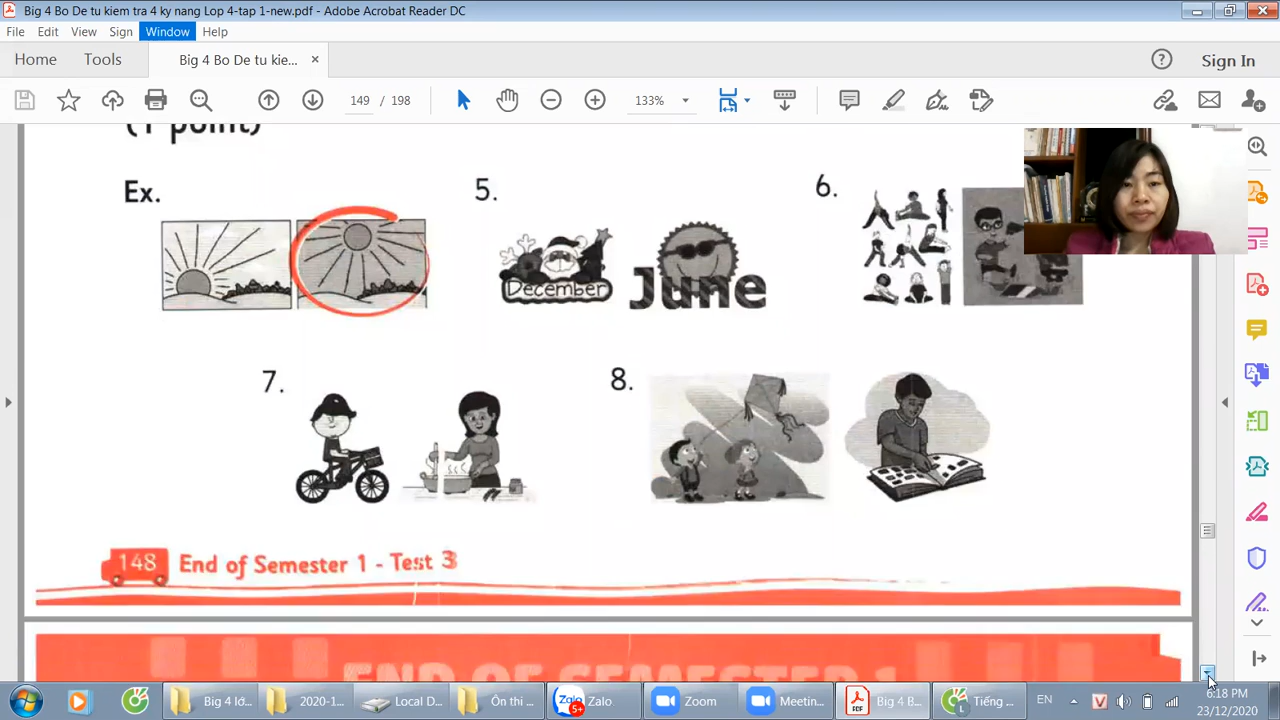 Big 4 Bo De tu kiem tra 4 ky nang Lop 4-tap 1-new.pdf - Adobe Acrobat Reader DC
File Edit View Sign Window Help
Home Tools Big 4 Bo De tu kie... × Sign In
149 / 198 133%
(1 point)
Ex. 5. 6.
December June
7. 8.
148 End of Semester 1 - Test 3
END OF SEMESTER 1
Big 4 lớ... 2020-1... Local D... Ôn thi ... Zalo Zoom Meetin... Big 4 B... Tiếng ... EN 6:18 PM
23/12/2020